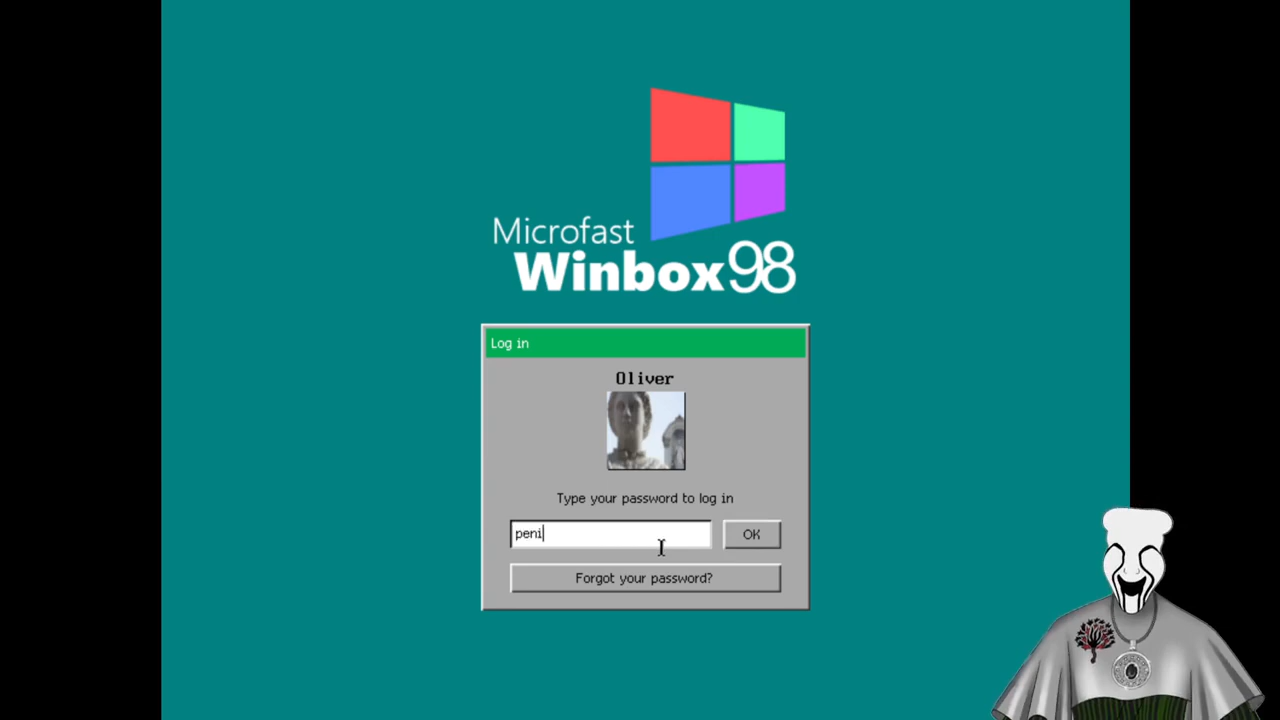 Microfast
Winbox98
Log in
Oliver
Type your password to log in
peni
OK
Forgot your password?